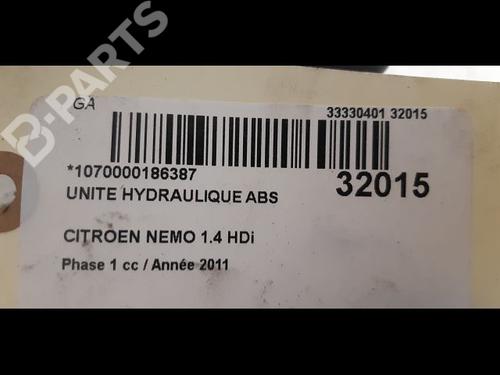 B-PARTS
GA
33330401 32015
*1070000186387
32015
UNITE HYDRAULIQUE ABS
CITROEN NEMO 1.4 HDi
Phase 1 cc / Année 2011